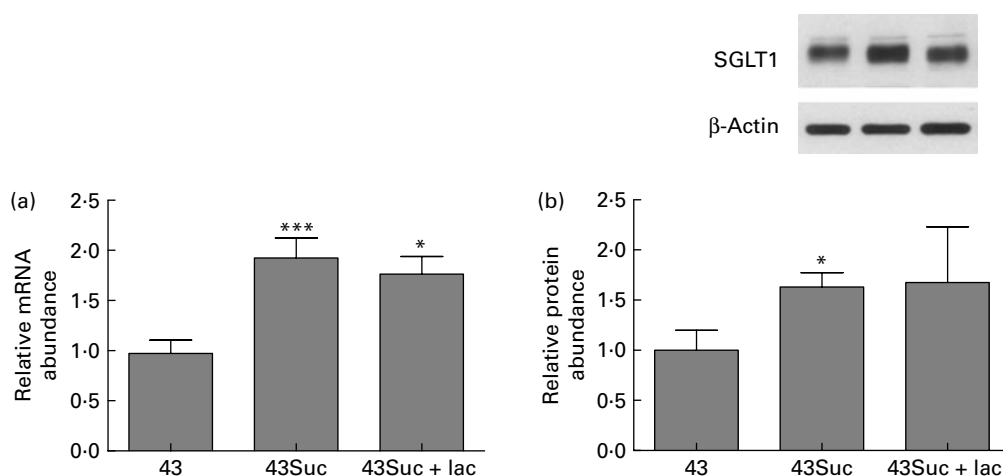 SGLT1
β-Actin
(a)
2·5
2·0
1·5
1·0
0·5
0·0
Relative mRNA
abundance
***
*
43
43Suc
43Suc + lac
(b)
2·5
2·0
1·5
1·0
0·5
0·0
Relative protein
abundance
*
43
43Suc
43Suc + lac